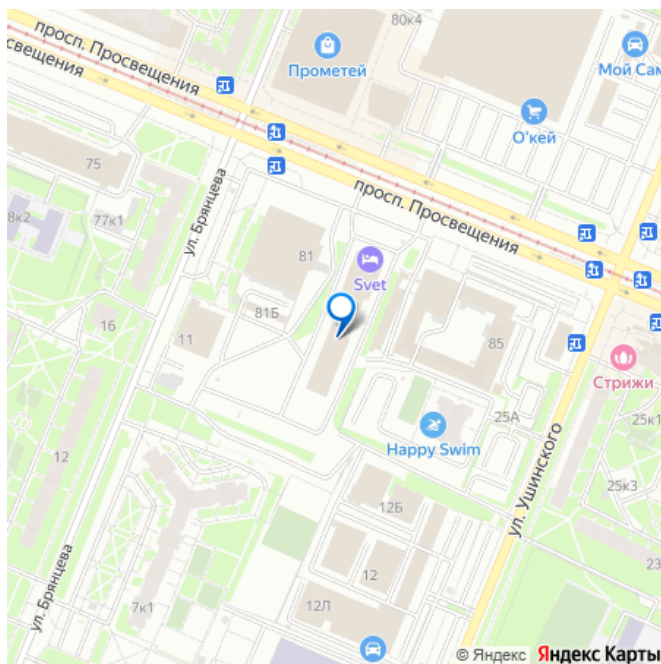 80к4
просп. Просвещения
свещения
Прометей
Мой Сам
О'кей
75
ул. Брянцева
просп. Просвещения
8к2
77к1
81
Svet
81Б
16
11
85
Стрижи
25А
25к1
Happy Swim
12
25к3
ул. Ушинского
12Б
ул. Брянцева
12
23
7к1
12Л
© Яндекс Яндекс Карты